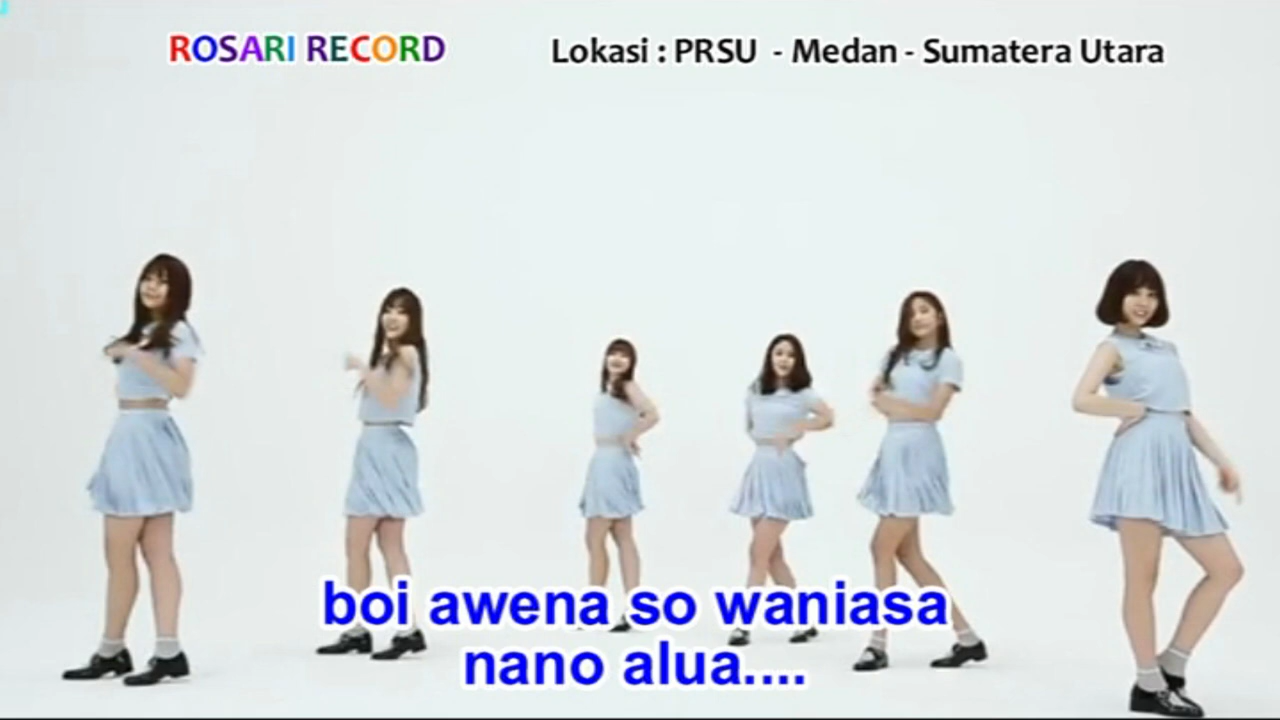 ROSARI RECORD
Lokasi : PRSU - Medan - Sumatera Utara
boi awena so waniasa
nano alua....